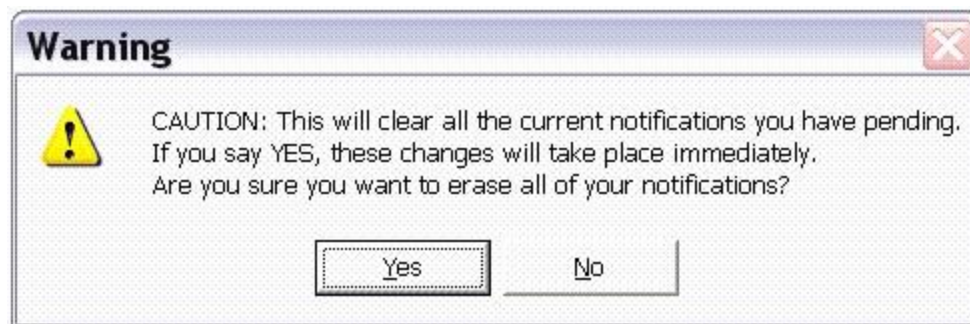 Warning
CAUTION: This will clear all the current notifications you have pending.
If you say YES, these changes will take place immediately.
Are you sure you want to erase all of your notifications?
Yes
No